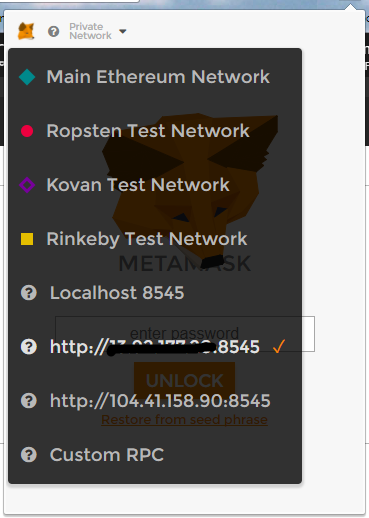 Private
Network
Main Ethereum Network
Ropsten Test Network
Kovan Test Network
Rinkeby Test Network
METAMASK
Localhost 8545
enter password
http:// :8545
UNLOCK
http://104.41.158.90:8545
Restore from seed phrase
Custom RPC